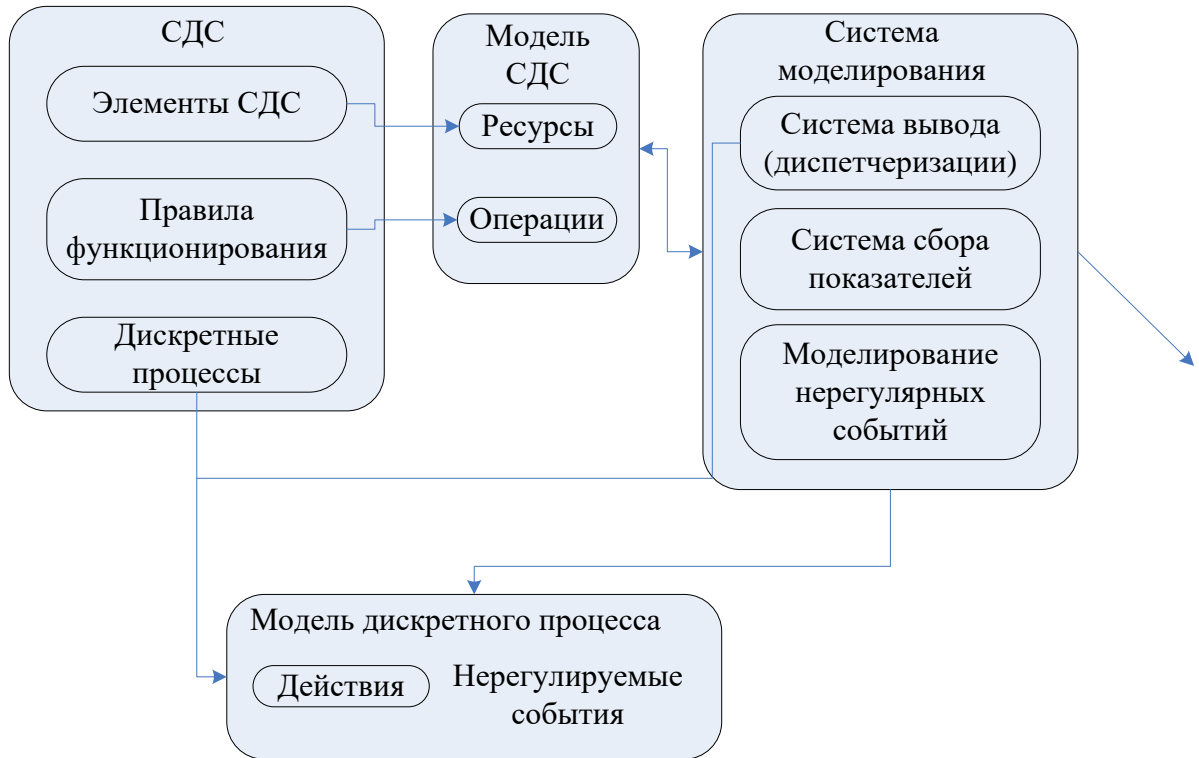 СДС
Элементы СДС
Правила
функционирования
Дискретные
процессы
Модель
СДС
Ресурсы
Операции
Система
моделирования
Система вывода
(диспетчеризации)
Система сбора
показателей
Моделирование
нерегулярных
событий
Модель дискретного процесса
Действия
Нерегулируемые
события